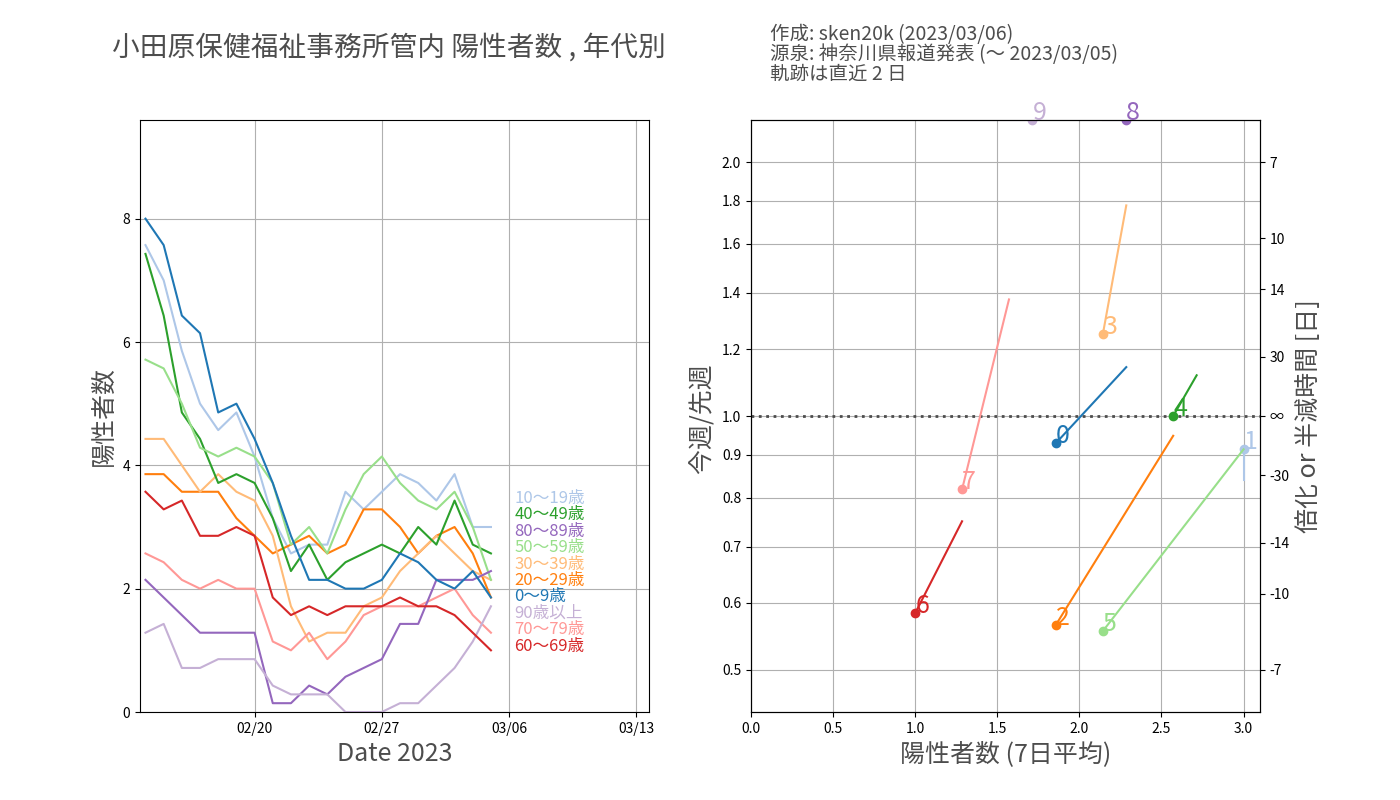 小田原保健福祉事務所管内 陽性者数 , 年代別
作成: sken20k (2023/03/06)
源泉: 神奈川県報道発表 (〜 2023/03/05)
軌跡は直近 2 日
陽性者数
8
6
4
2
0
02/20
02/27
03/06
03/13
Date 2023
10〜19歳
40〜49歳
80〜89歳
50〜59歳
30〜39歳
20〜29歳
0〜9歳
90歳以上
70〜79歳
60〜69歳
今週/先週
2.0
1.8
1.6
1.4
1.2
1.0
0.9
0.8
0.7
0.6
0.5
0.0
0.5
1.0
1.5
2.0
2.5
3.0
陽性者数 (7日平均)
9
8
3
4
0
1
7
6
2
5
7
10
14
30
∞
-30
-14
-10
-7
倍化 or 半減時間 [日]